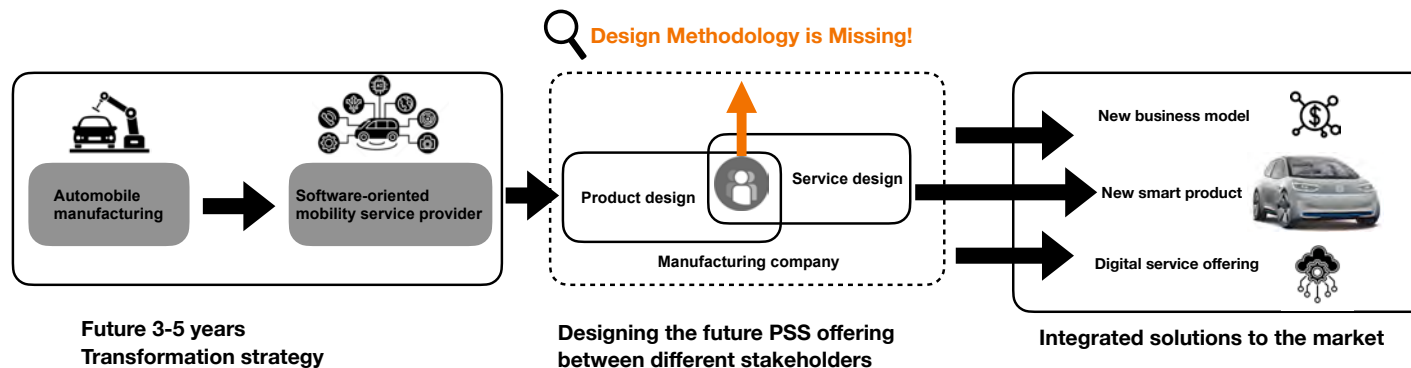 Design Methodology is Missing!
Automobile
manufacturing
Software-oriented
mobility service provider
Product design
Service design
Manufacturing company
New business model
New smart product
Digital service offering
Future 3-5 years
Transformation strategy
Designing the future PSS offering
between different stakeholders
Integrated solutions to the market